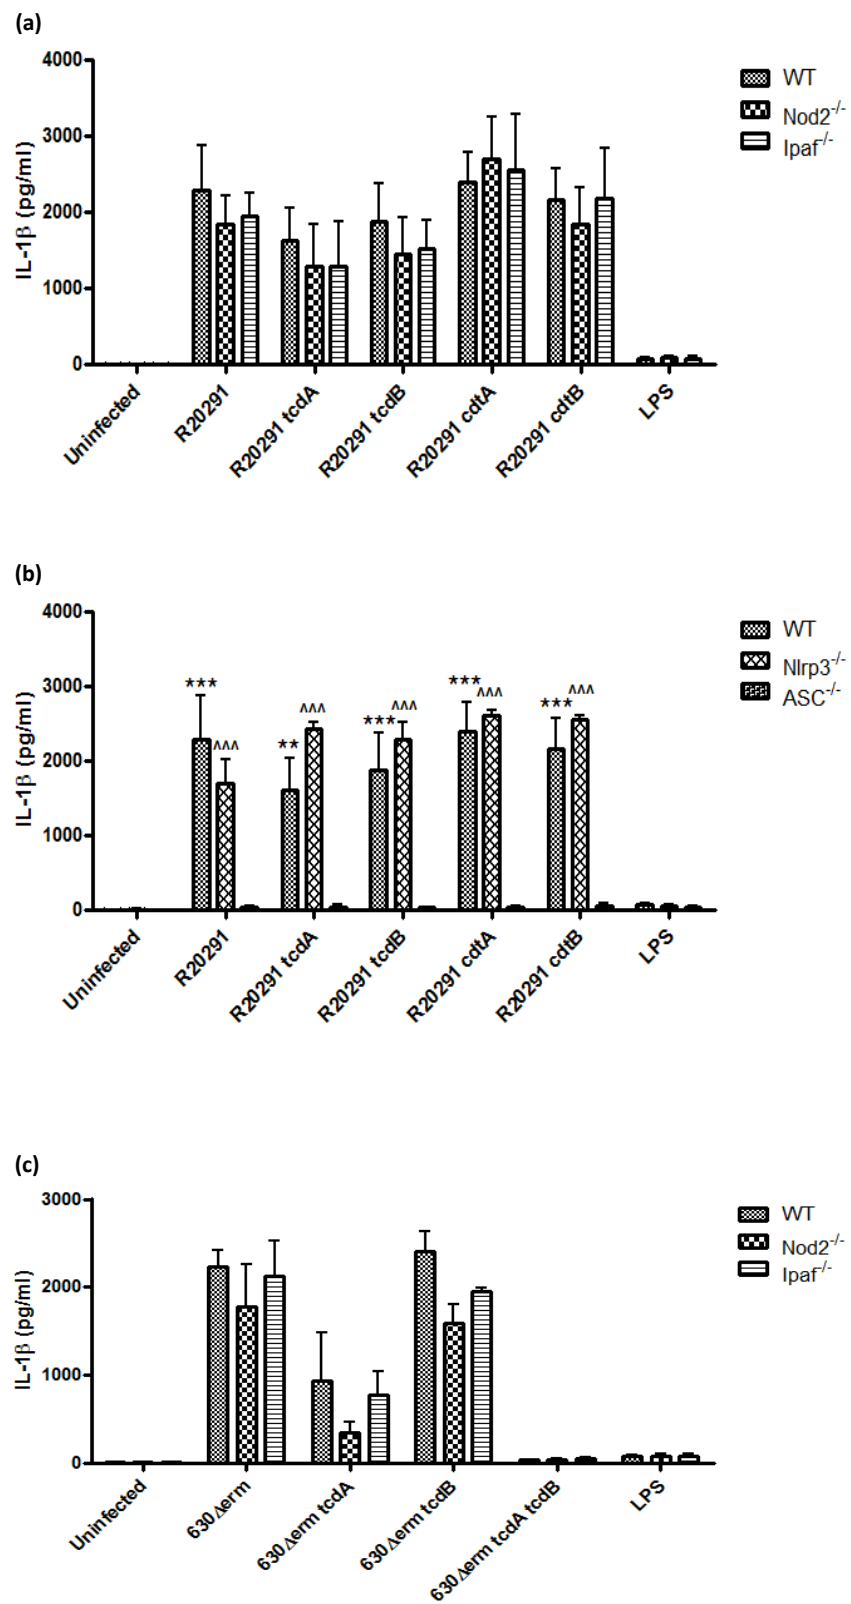 (a)
4000
3000
2000
1000
0
IL-1β (pg/ml)
WT
Nod2-/-
Ipaf-/-
Uninfected
R20291
R20291 tcdA
R20291 tcdB
R20291 cdtA
R20291 cdtB
LPS
(b)
4000
3000
2000
1000
0
IL-1β (pg/ml)
WT
Nlrp3-/-
ASC-/-
***
^^^
**
^^^
***
^^^
***
^^^
***
^^^
Uninfected
R20291
R20291 tcdA
R20291 tcdB
R20291 cdtA
R20291 cdtB
LPS
(c)
3000
2000
1000
0
IL-1β (pg/ml)
WT
Nod2-/-
Ipaf-/-
Uninfected
630Δerm
630Δerm tcdA
630Δerm tcdB
630Δerm tcdA tcdB
LPS